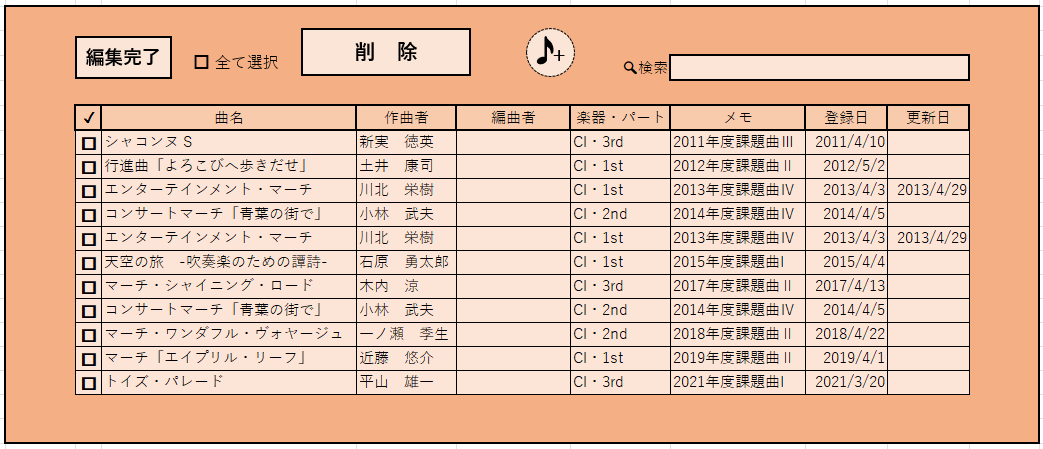 編集完了
全て選択
削　除
検索
✓ 曲名 作曲者 編曲者 楽器・パート メモ 登録日 更新日
シャコンヌS 新実　徳英 Cl・3rd 2011年度課題曲Ⅲ 2011/4/10
行進曲「よろこびへ歩きだせ」 土井　康司 Cl・1st 2012年度課題曲Ⅱ 2012/5/2
エンターテインメント・マーチ 川北　栄樹 Cl・1st 2013年度課題曲Ⅳ 2013/4/3 2013/4/29
コンサートマーチ「青葉の街で」 小林　武夫 Cl・2nd 2014年度課題曲Ⅳ 2014/4/5
エンターテインメント・マーチ 川北　栄樹 Cl・1st 2013年度課題曲Ⅳ 2013/4/3 2013/4/29
天空の旅　-吹奏楽のための譚詩- 石原　勇太郎 Cl・1st 2015年度課題曲Ⅰ 2015/4/4
マーチ・シャイニング・ロード 木内　涼 Cl・3rd 2017年度課題曲Ⅱ 2017/4/13
コンサートマーチ「青葉の街で」 小林　武夫 Cl・2nd 2014年度課題曲Ⅳ 2014/4/5
マーチ・ワンダフル・ヴォヤージュ 一ノ瀬　季生 Cl・2nd 2018年度課題曲Ⅱ 2018/4/22
マーチ「エイプリル・リーフ」 近藤　悠介 Cl・1st 2019年度課題曲Ⅱ 2019/4/1
トイズ・パレード 平山　雄一 Cl・3rd 2021年度課題曲Ⅰ 2021/3/20